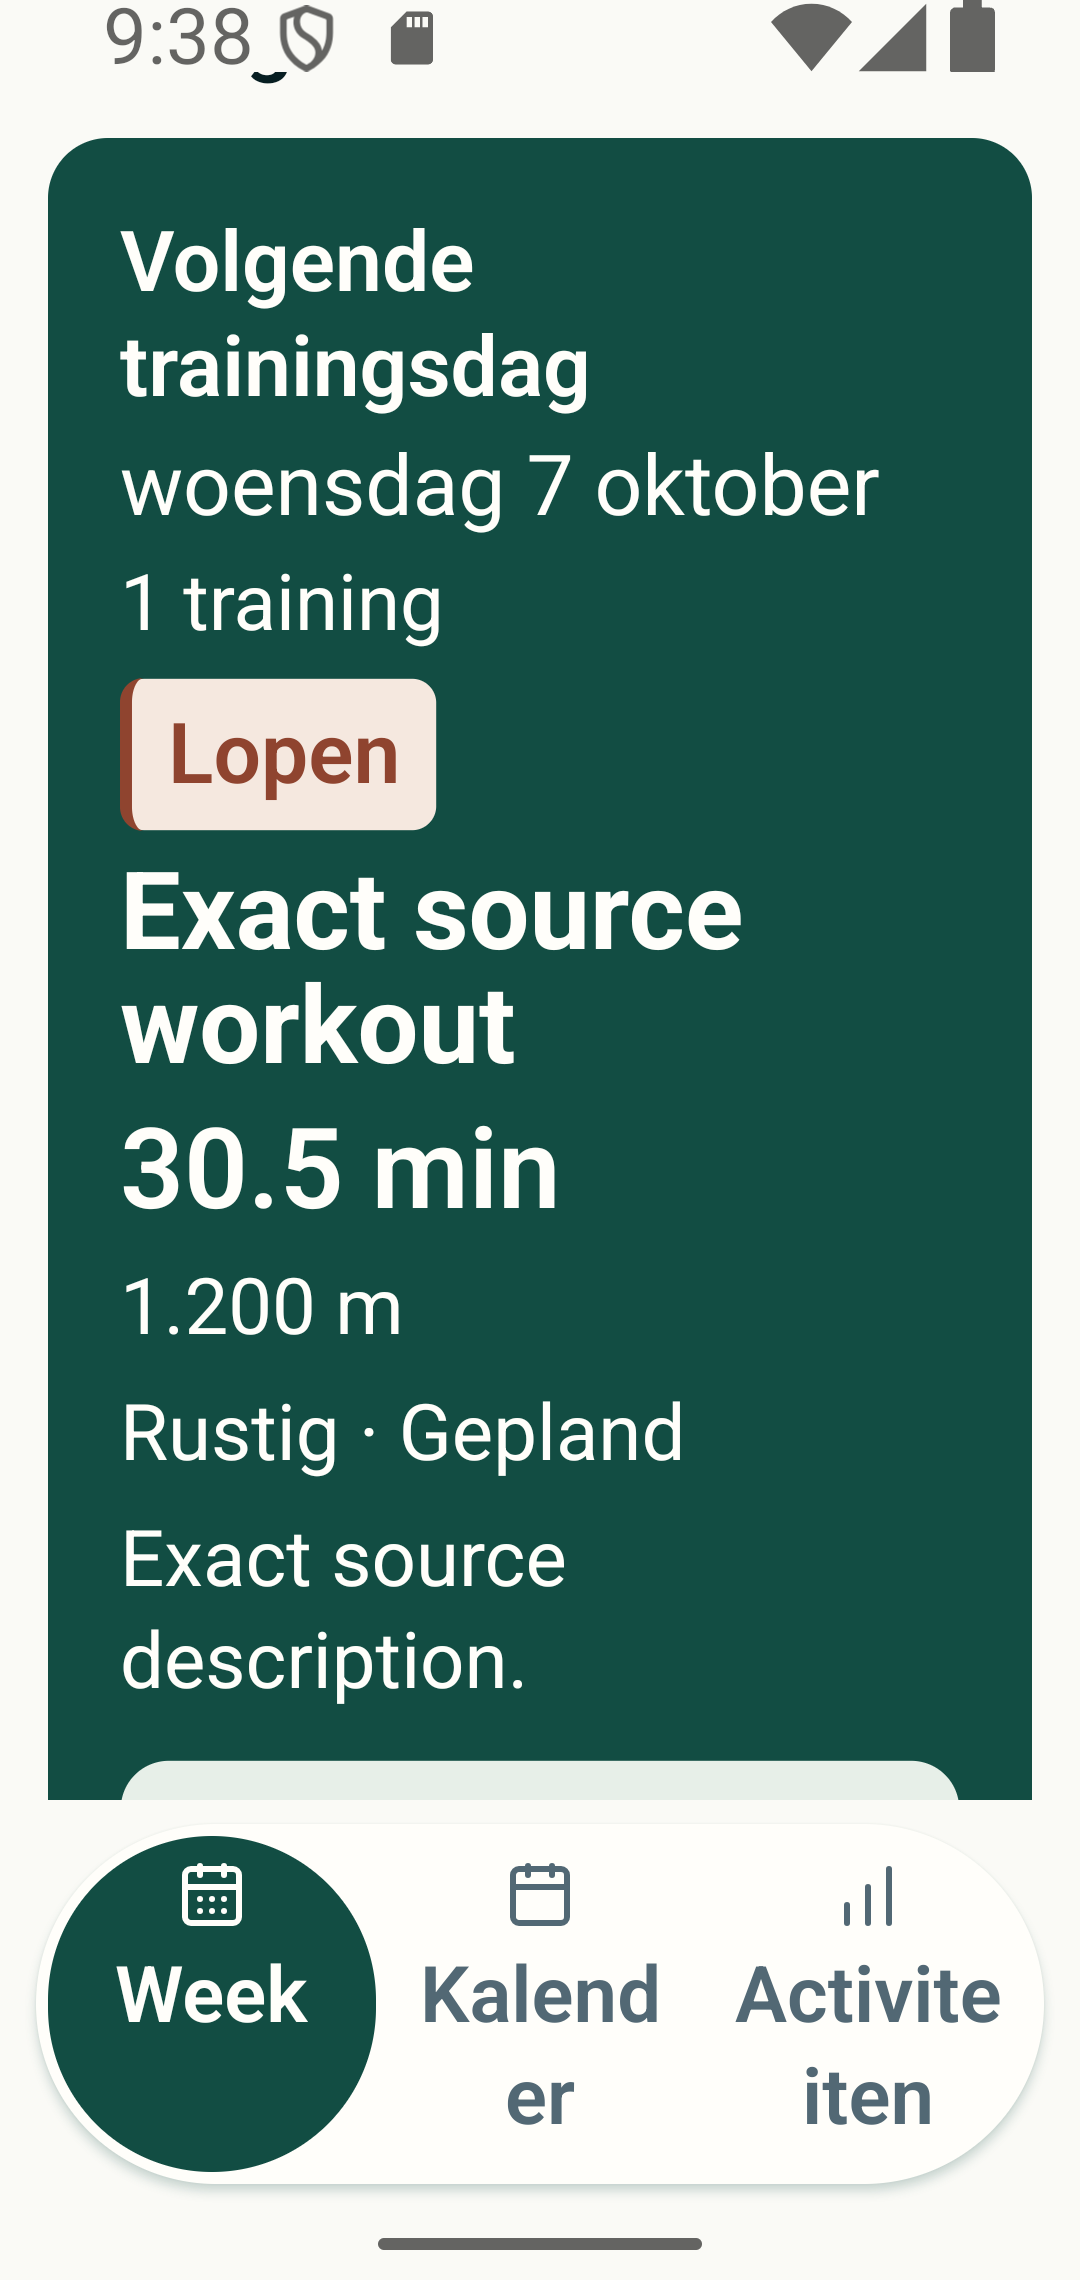 9:38
Volgende
trainingsdag
woensdag 7 oktober
1 training
Lopen
Exact source
workout
30.5 min
1.200 m
Rustig · Gepland
Exact source
description.
Week
Kalend
er
Activite
iten